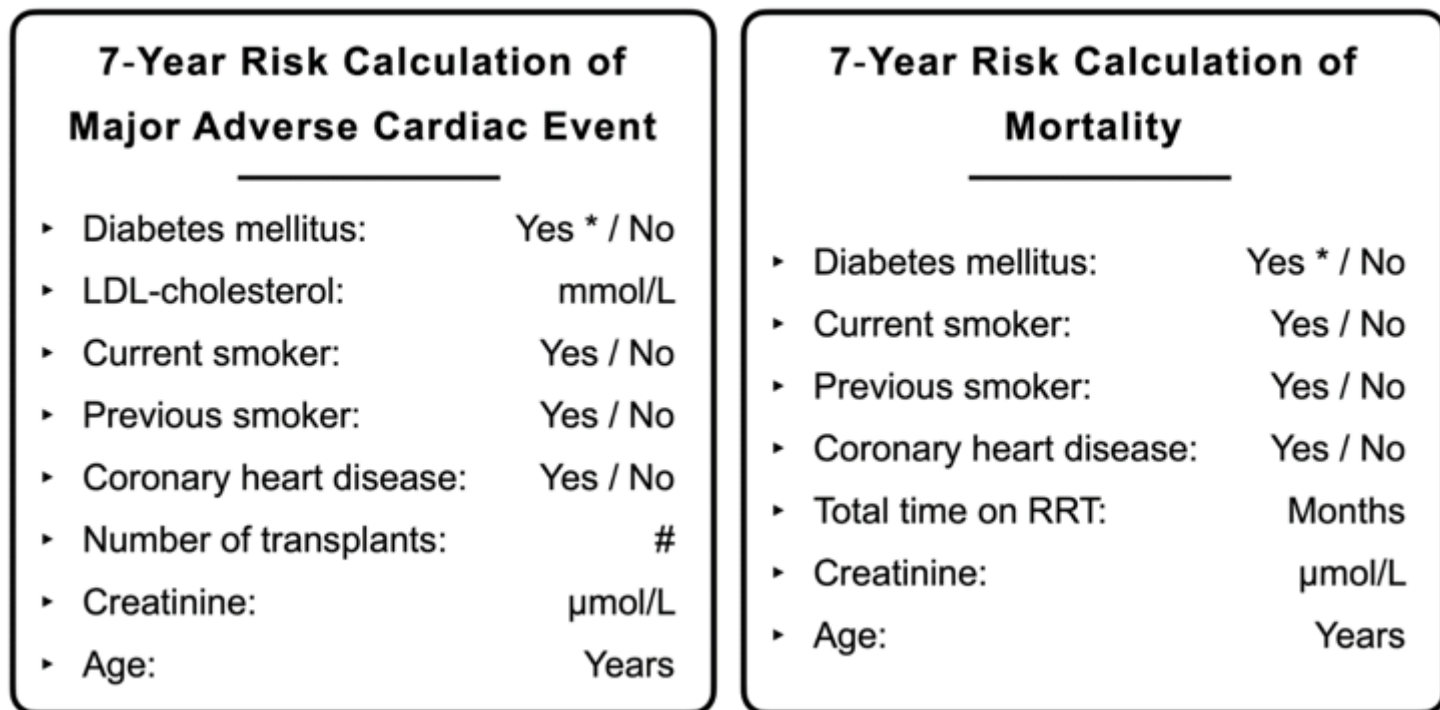 7-Year Risk Calculation of
Major Adverse Cardiac Event
‣ Diabetes mellitus: Yes * / No
‣ LDL-cholesterol: mmol/L
‣ Current smoker: Yes / No
‣ Previous smoker: Yes / No
‣ Coronary heart disease: Yes / No
‣ Number of transplants: #
‣ Creatinine: µmol/L
‣ Age: Years
7-Year Risk Calculation of
Mortality
‣ Diabetes mellitus: Yes * / No
‣ Current smoker: Yes / No
‣ Previous smoker: Yes / No
‣ Coronary heart disease: Yes / No
‣ Total time on RRT: Months
‣ Creatinine: µmol/L
‣ Age: Years